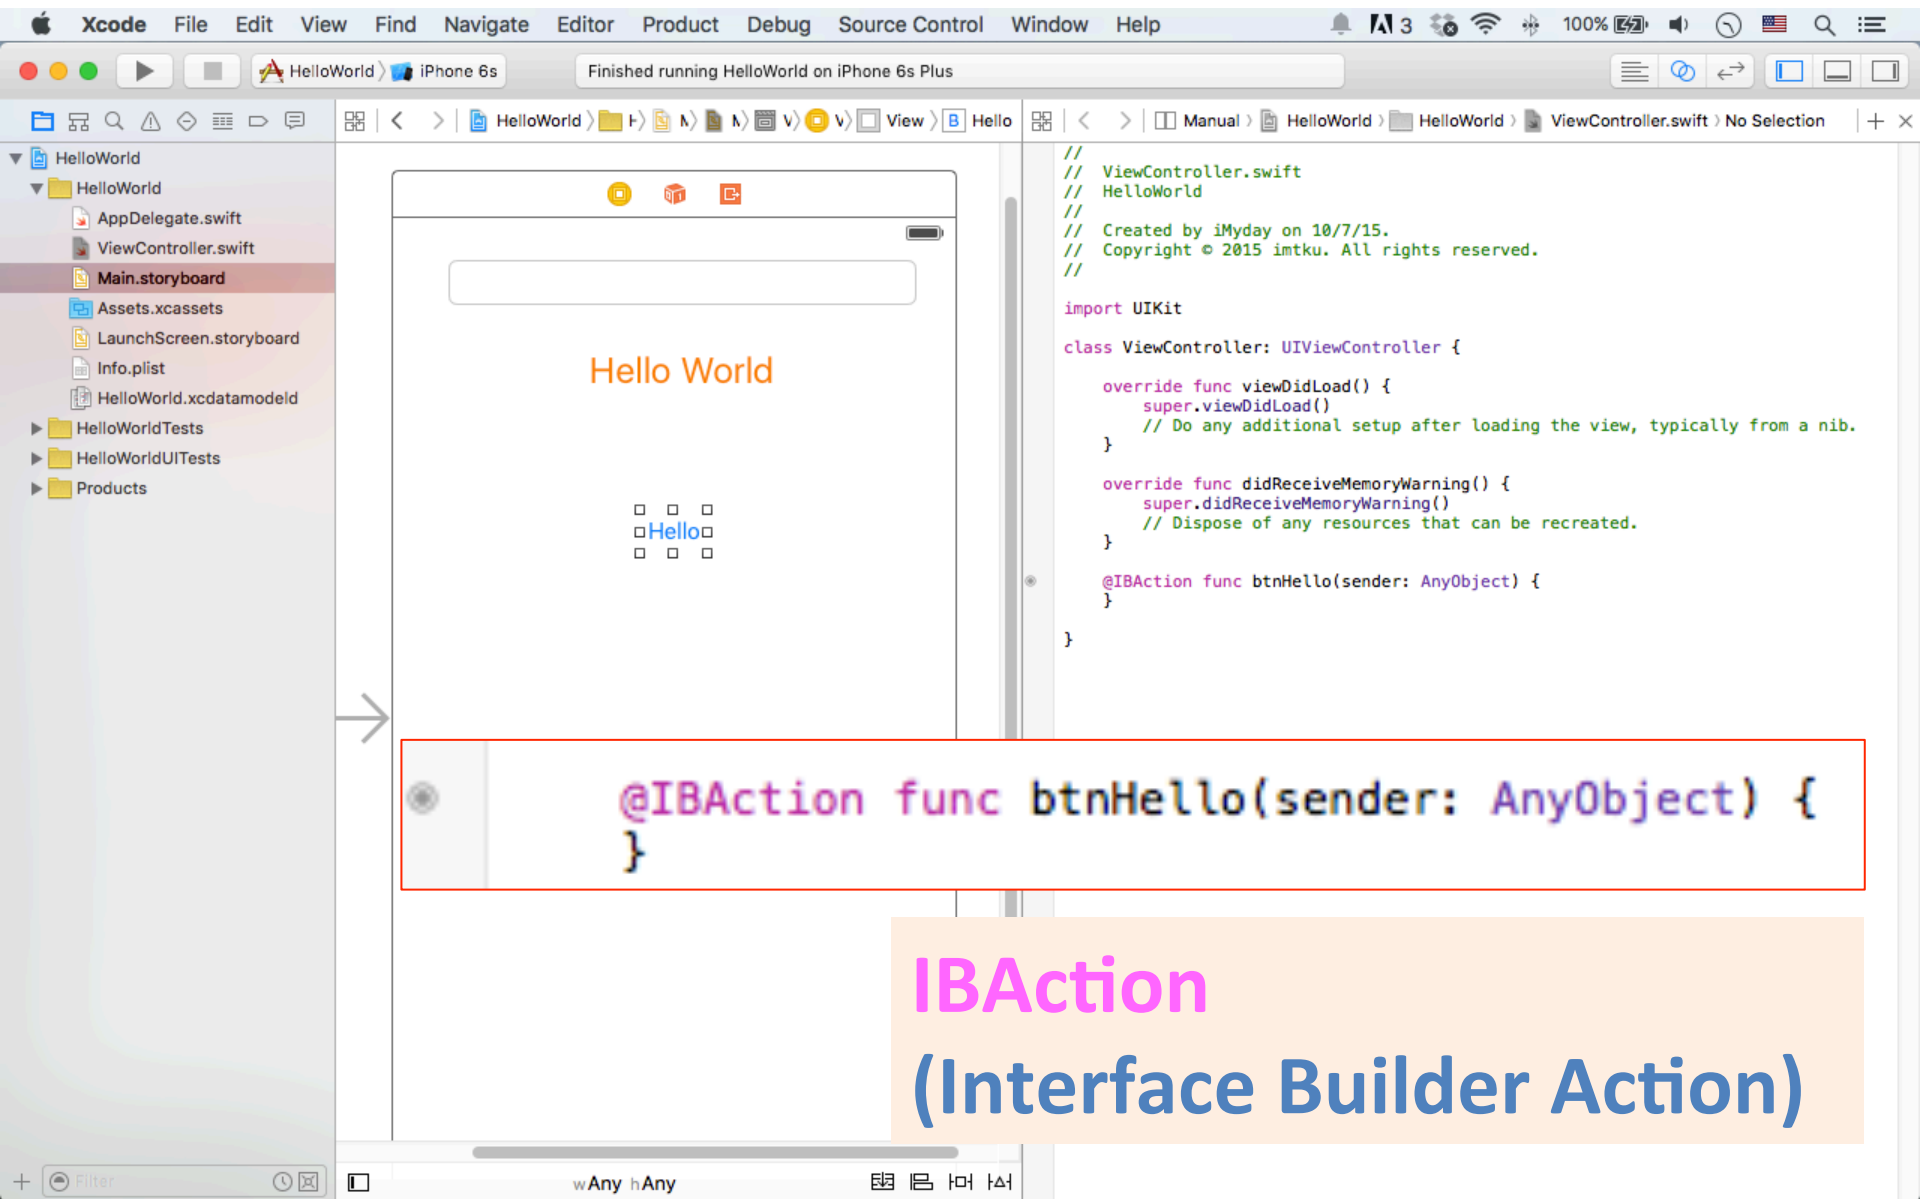 Xcode File Edit View Find Navigate Editor Product Debug Source Control Window Help 3 100%
HelloWorld iPhone 6s Finished running HelloWorld on iPhone 6s Plus
HelloWorld View B Hello
Manual HelloWorld HelloWorld ViewController.swift No Selection
HelloWorld
HelloWorld
AppDelegate.swift
ViewController.swift
Main.storyboard
Assets.xcassets
LaunchScreen.storyboard
Info.plist
HelloWorld.xcdatamodeld
HelloWorldTests
HelloWorldUITests
Products
Filter
Hello World
Hello
wAny hAny
//
// ViewController.swift
// HelloWorld
//
// Created by iMyday on 10/7/15.
// Copyright © 2015 imtku. All rights reserved.
//
import UIKit
class ViewController: UIViewController {
override func viewDidLoad() {
super.viewDidLoad()
// Do any additional setup after loading the view, typically from a nib.
}
override func didReceiveMemoryWarning() {
super.didReceiveMemoryWarning()
// Dispose of any resources that can be recreated.
}
@IBAction func btnHello(sender: AnyObject) {
}
}
@IBAction func btnHello(sender: AnyObject) {
}
IBAction
(Interface Builder Action)